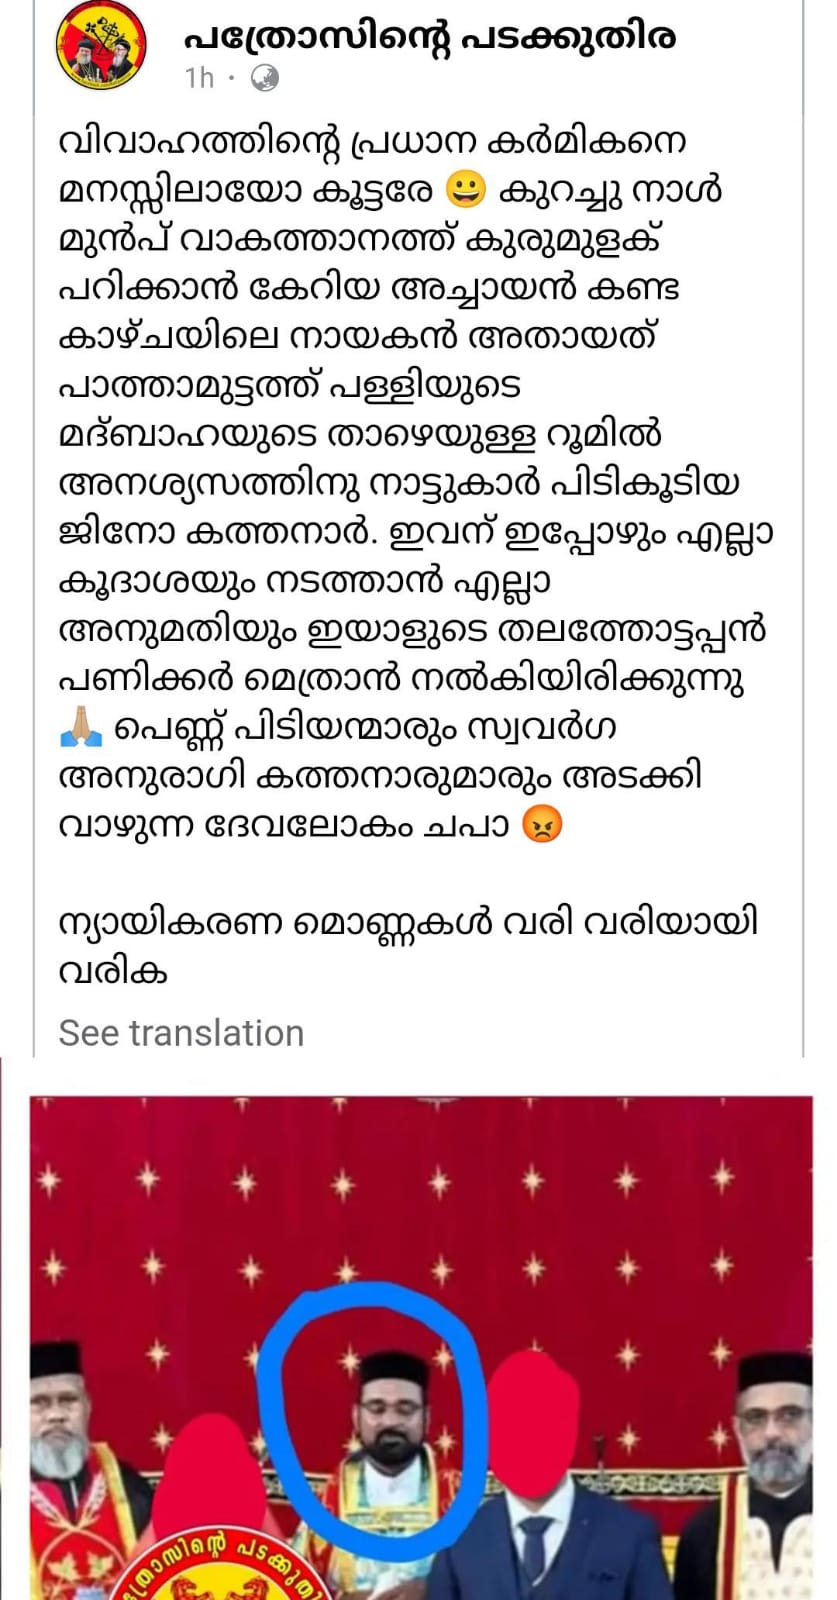 പത്രോസിന്റെ പടക്കുതിര
1h ·
വിവാഹത്തിന്റെ പ്രധാന കർമികനെ
മനസ്സിലായോ കൂട്ടരേ 😀 കുറച്ചു നാൾ
മുൻപ് വാകത്താനത്ത് കുരുമുളക്
പറിക്കാൻ കേറിയ അച്ചായൻ കണ്ട
കാഴ്ചയിലെ നായകൻ അതായത്
പാത്താമുട്ടത്ത് പള്ളിയുടെ
മദ്ബാഹയുടെ താഴെയുള്ള റൂമിൽ
അനശ്യസത്തിനു നാട്ടുകാർ പിടികൂടിയ
ജിനോ കത്തനാർ. ഇവന് ഇപ്പോഴും എല്ലാ
കൂദാശയും നടത്താൻ എല്ലാ
അനുമതിയും ഇയാളുടെ തലത്തോട്ടപ്പൻ
പണിക്കർ മെത്രാൻ നൽകിയിരിക്കുന്നു
🙏🏼 പെണ്ണ് പിടിയന്മാരും സ്വവർഗ
അനുരാഗി കത്തനാരുമാരും അടക്കി
വാഴുന്ന ദേവലോകം ചപാ 😡
ന്യായികരണ മൊണ്ണകൾ വരി വരിയായി
വരിക
See translation
ത്രോസിന്റെ പടക്കുതി